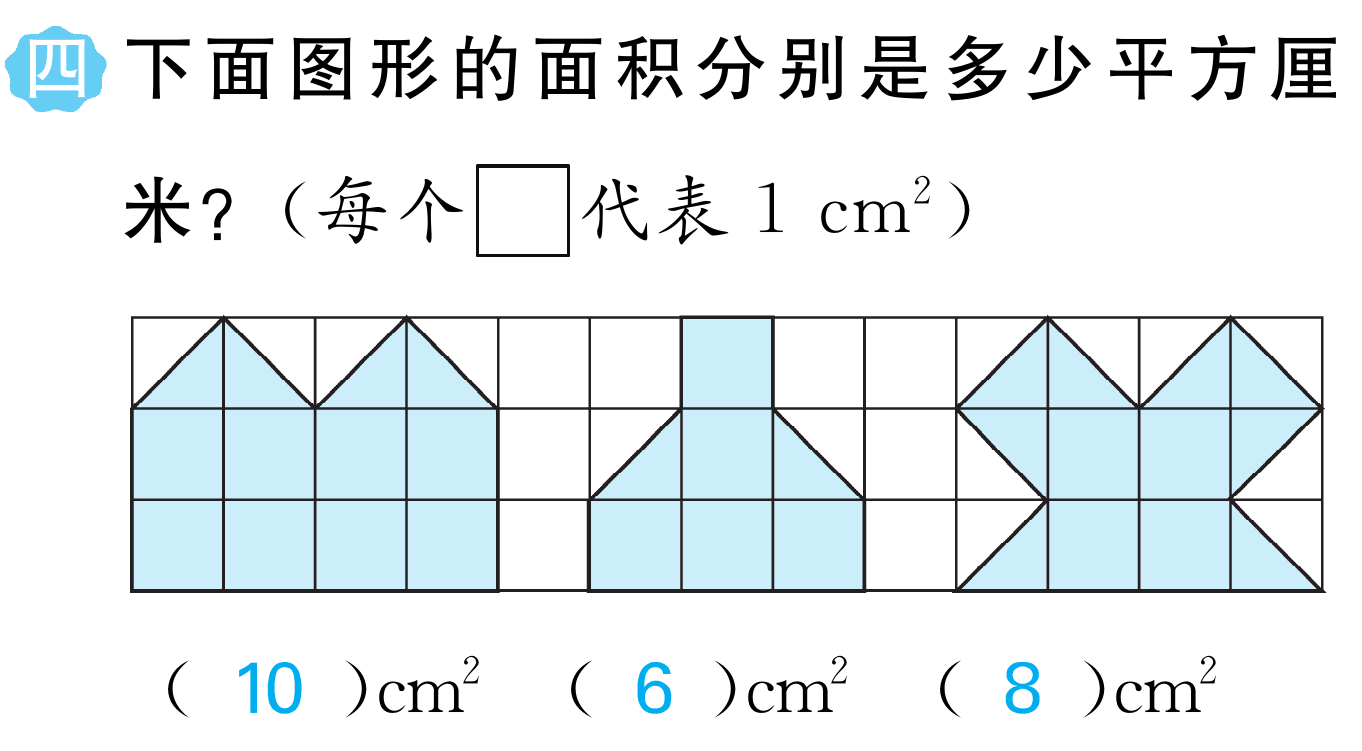 四 下面图形的面积分别是多少平方厘
米?(每个□代表 1 cm²)
( 10 )cm² ( 6 )cm² ( 8 )cm²